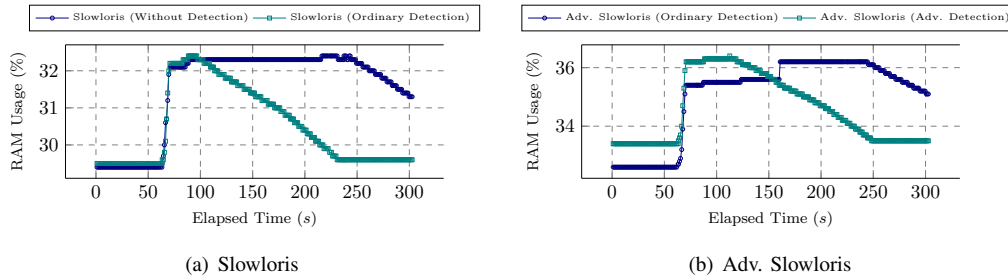 Slowloris (Without Detection) Slowloris (Ordinary Detection)
32
31
30
RAM Usage (%)
0 50 100 150 200 250 300
Elapsed Time (s)
(a) Slowloris
Adv. Slowloris (Ordinary Detection) Adv. Slowloris (Adv. Detection)
36
34
RAM Usage (%)
0 50 100 150 200 250 300
Elapsed Time (s)
(b) Adv. Slowloris